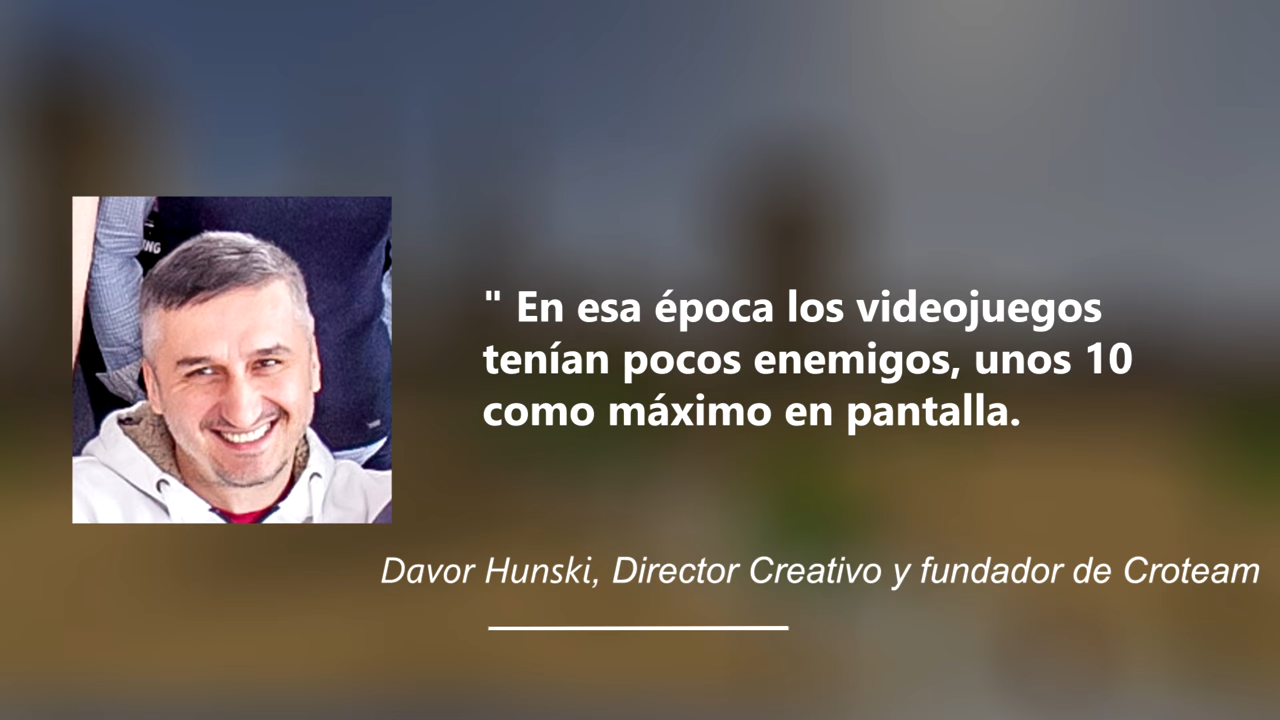 NG
" En esa época los videojuegos
tenían pocos enemigos, unos 10
como máximo en pantalla.
Davor Hunski, Director Creativo y fundador de Croteam